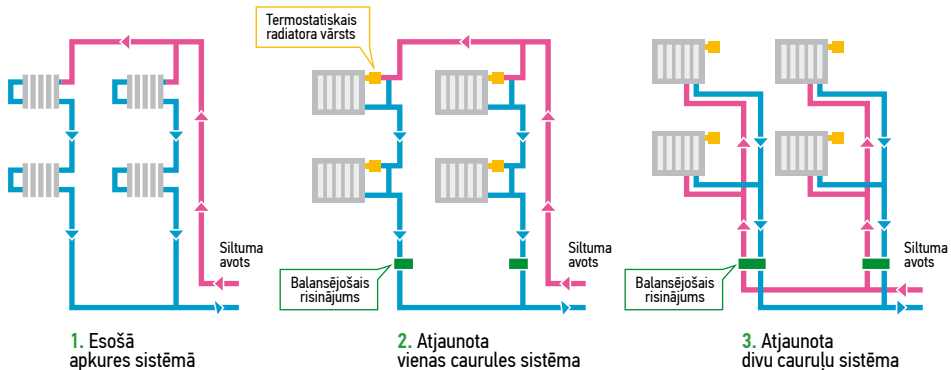 Termostatiskais
radiatora vārsts
Siltuma
avots
Siltuma
avots
Siltuma
avots
Balansējošais
risinājums
Balansējošais
risinājums
1. Esošā
apkures sistēmā
2. Atjaunota
vienas caurules sistēma
3. Atjaunota
divu cauruļu sistēma